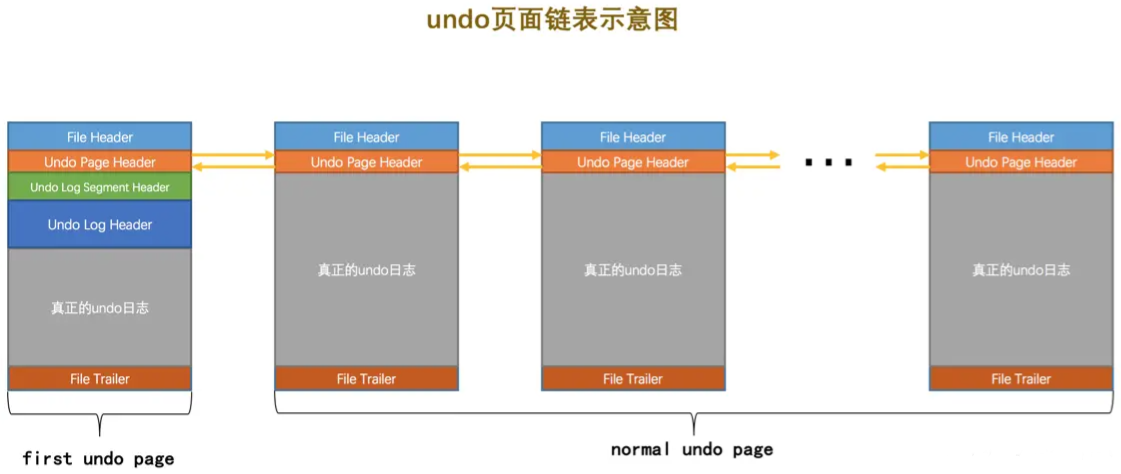 undo页面链表示意图
File Header
Undo Page Header
Undo Log Segment Header
Undo Log Header
真正的undo日志
File Trailer
first undo page
File Header
Undo Page Header
真正的undo日志
File Trailer
File Header
Undo Page Header
真正的undo日志
File Trailer
...
File Header
Undo Page Header
真正的undo日志
File Trailer
normal undo page